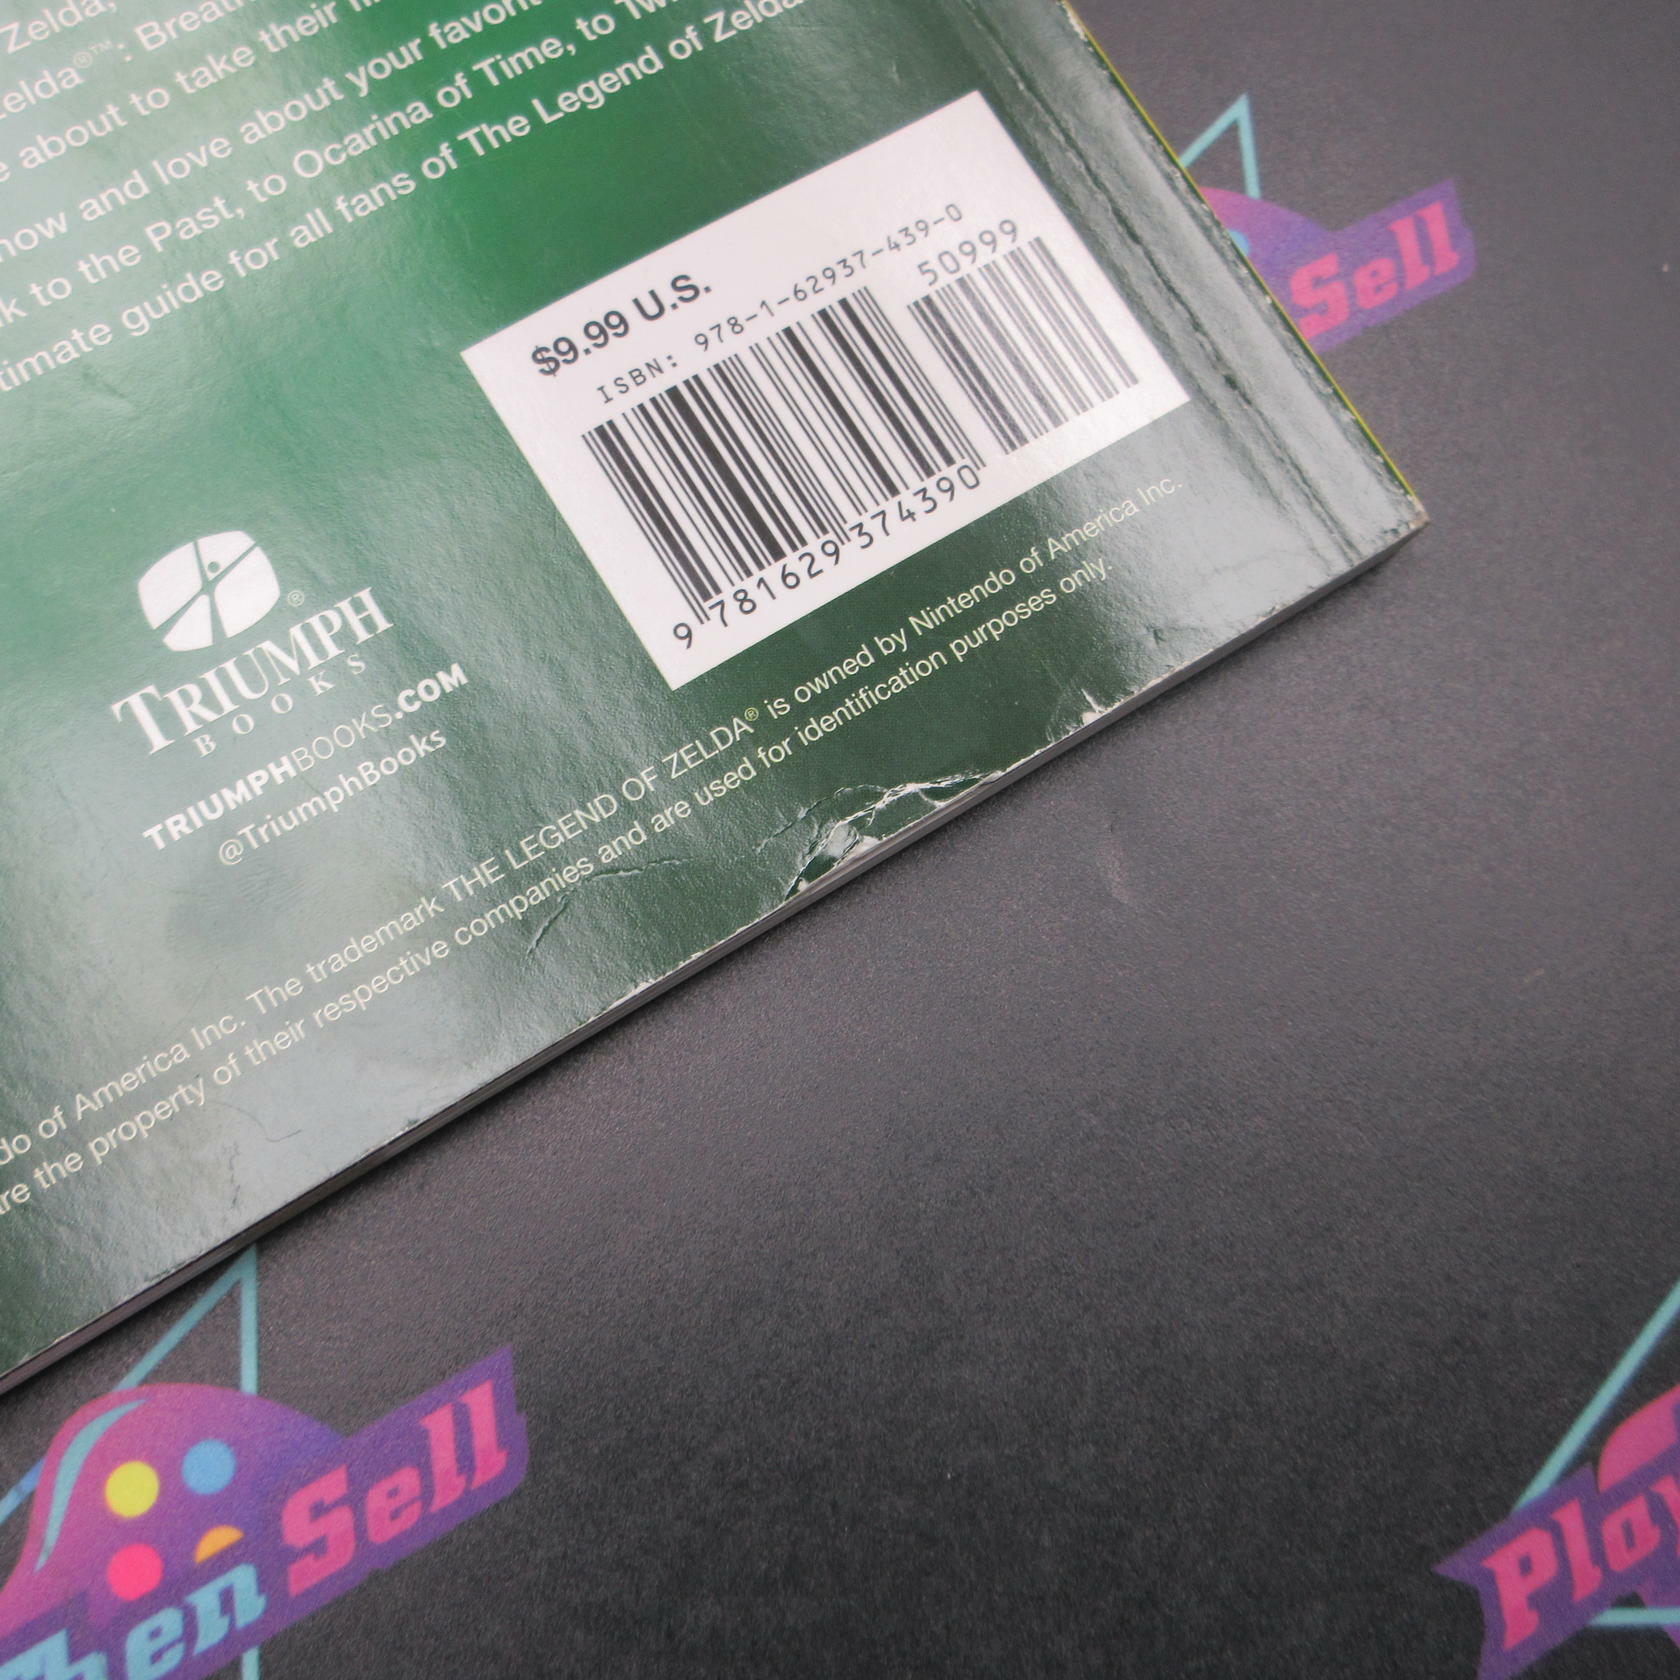 Zelda,
Zelda®™: Breath
about to take their
now and love about your favorit
k to the Past, to Ocarina of Time, to Tw
timate guide for all fans of The Legend of Zelda
$9.99 U.S.
ISBN: 978-1-62937-439-0
50999
9 781629 374390
TRIUMPH®
BOOKS
TRIUMPHBOOKS.COM
@TriumphBooks
do of America Inc. The trademark THE LEGEND OF ZELDA® is owned by Nintendo of America Inc.
re the property of their respective companies and are used for identification purposes only.
Sell
Then Sell
Play